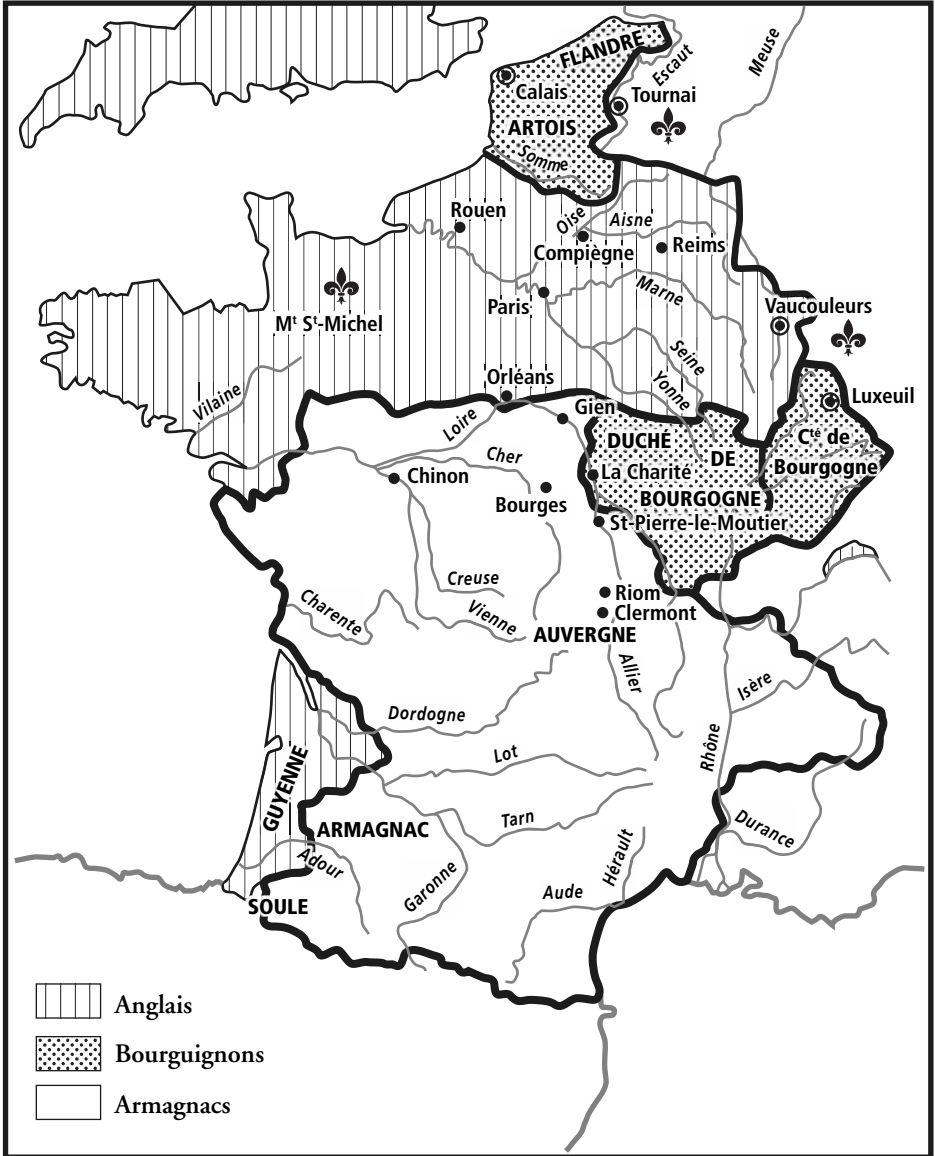 FLANDRE
Escaut
Meuse
Calais
Tournai
ARTOIS
Somme
Rouen
Oise
Aisne
Compiègne
Reims
Paris
Marne
Vaucouleurs
Mt St-Michel
Seine
Orléans
Yonne
Luxeuil
Vilaine
Gien
Loire
DUCHÉ
DE
BOURGOGNE
Cté de
Bourgogne
Cher
La Charité
Chinon
Bourges
St-Pierre-le-Moutier
Creuse
Riom
Charente
Vienne
Clermont
AUVERGNE
Allier
Isère
Dordogne
Rhône
Lot
GUYENNE
Tarn
ARMAGNAC
Durance
Adour
Garonne
Hérault
Aude
SOULE
Anglais
Bourguignons
Armagnacs